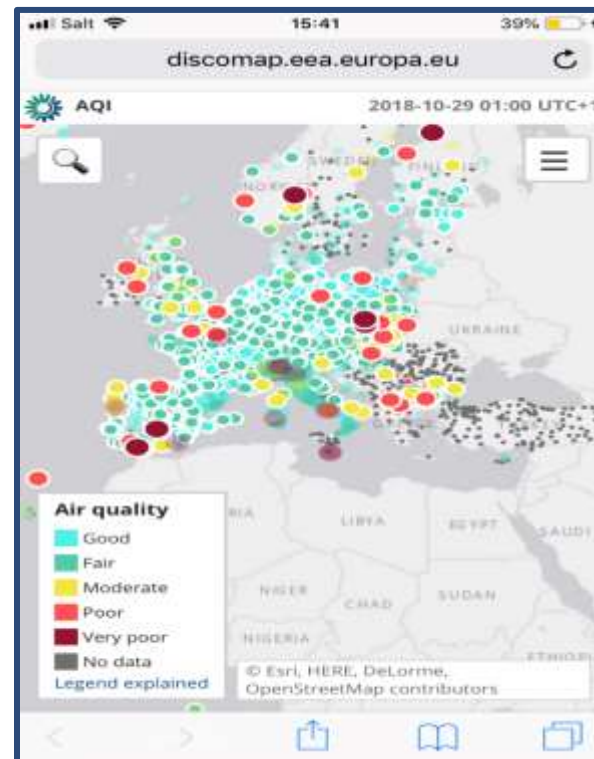 Salt
15:41
39%
discomap.eea.europa.eu
AQI
2018-10-29 01:00 UTC+1
SWEDEN
NORWAY
UKRAINE
LIBYA
EGYPT
SAUDI
NIGER
CHAD
SUDAN
NIGERIA
Air quality
Good
Fair
Moderate
Poor
Very poor
No data
Legend explained
© Esri, HERE, DeLorme,
OpenStreetMap contributors